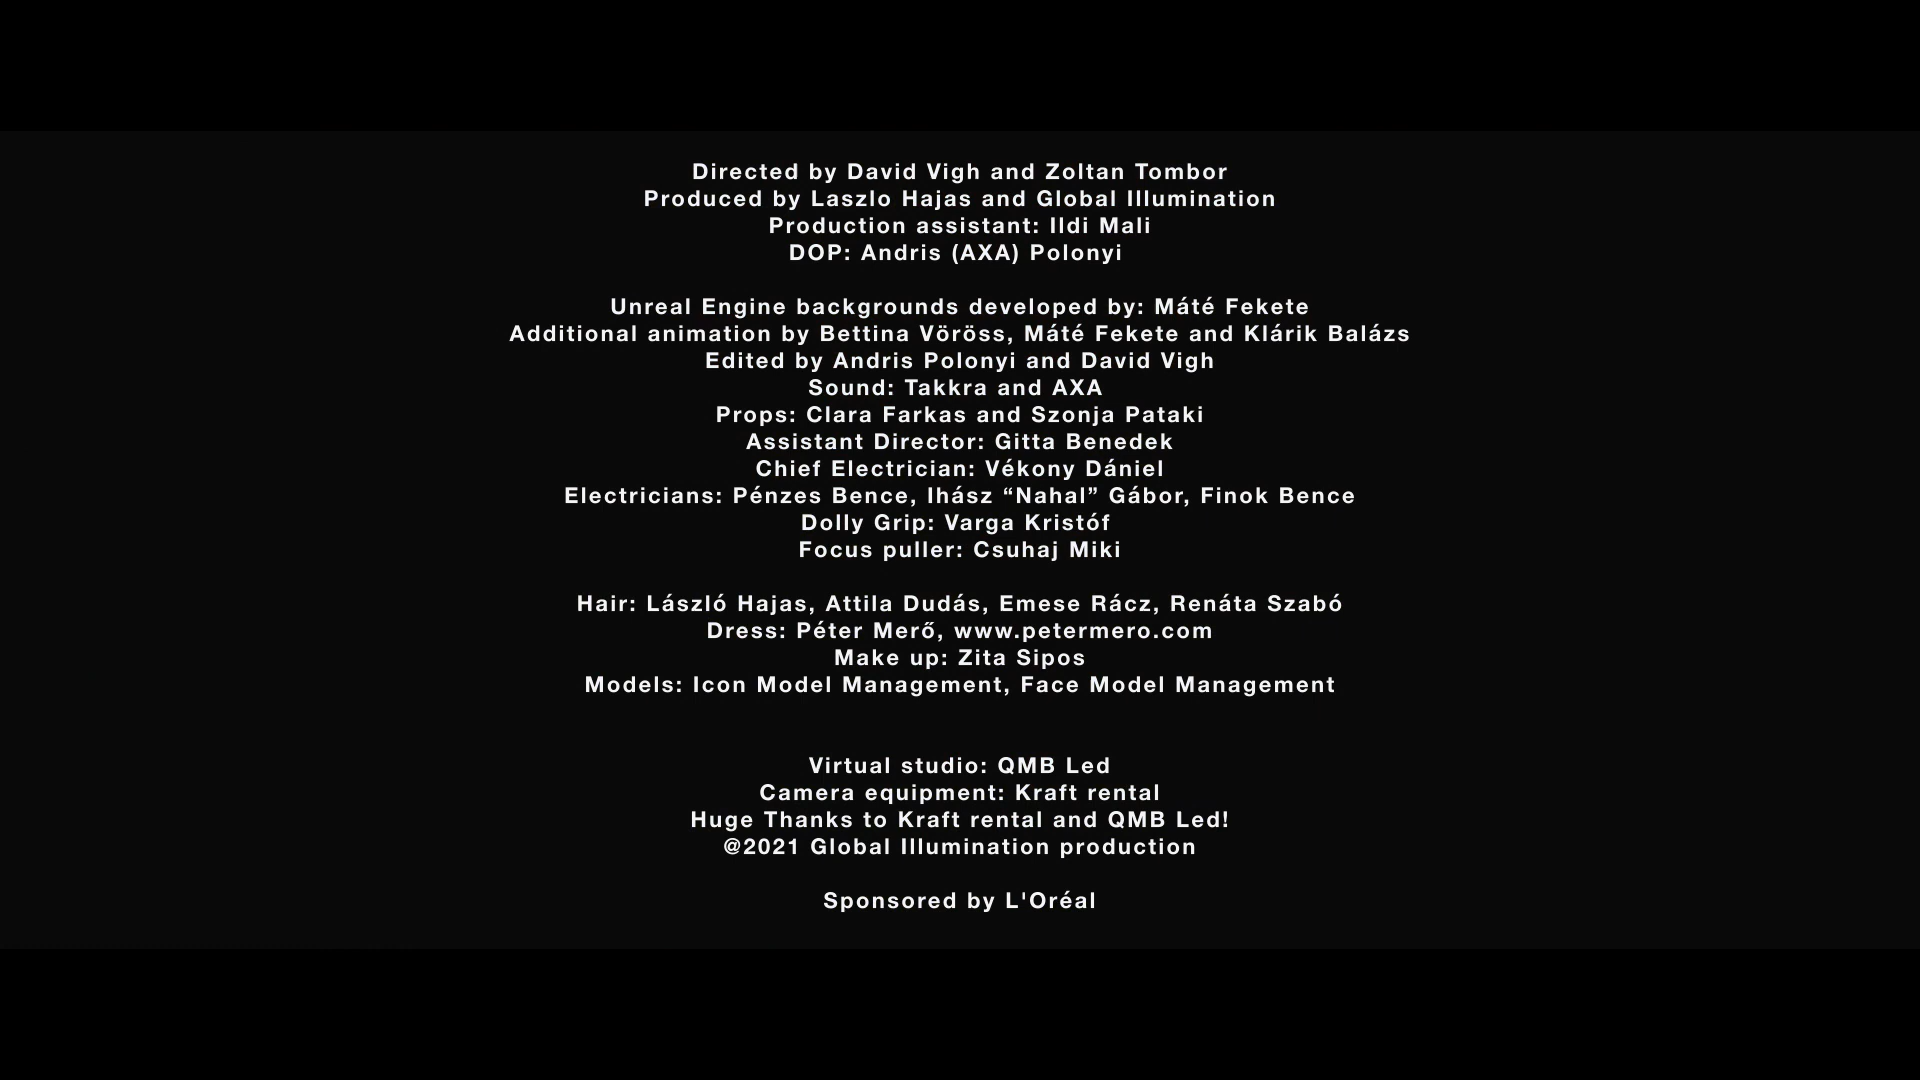 Directed by David Vigh and Zoltan Tombor
Produced by Laszlo Hajas and Global Illumination
Production assistant: Ildi Mali
DOP: Andris (AXA) Polonyi
Unreal Engine backgrounds developed by: Máté Fekete
Additional animation by Bettina Vöröss, Máté Fekete and Klárik Balázs
Edited by Andris Polonyi and David Vigh
Sound: Takkra and AXA
Props: Clara Farkas and Szonja Pataki
Assistant Director: Gitta Benedek
Chief Electrician: Vékony Dániel
Electricians: Pénzes Bence, Ihász “Nahal” Gábor, Finok Bence
Dolly Grip: Varga Kristóf
Focus puller: Csuhaj Miki
Hair: László Hajas, Attila Dudás, Emese Rácz, Renáta Szabó
Dress: Péter Merő, www.petermero.com
Make up: Zita Sipos
Models: Icon Model Management, Face Model Management
Virtual studio: QMB Led
Camera equipment: Kraft rental
Huge Thanks to Kraft rental and QMB Led!
@2021 Global Illumination production
Sponsored by L'Oréal